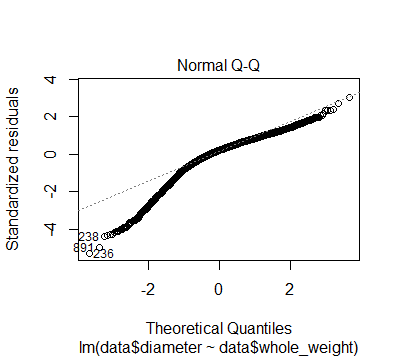 Normal Q-Q
Standardized residuals
4
2
0
-2
-4
238
891
236
-2
0
2
Theoretical Quantiles
lm(data$diameter ~ data$whole_weight)